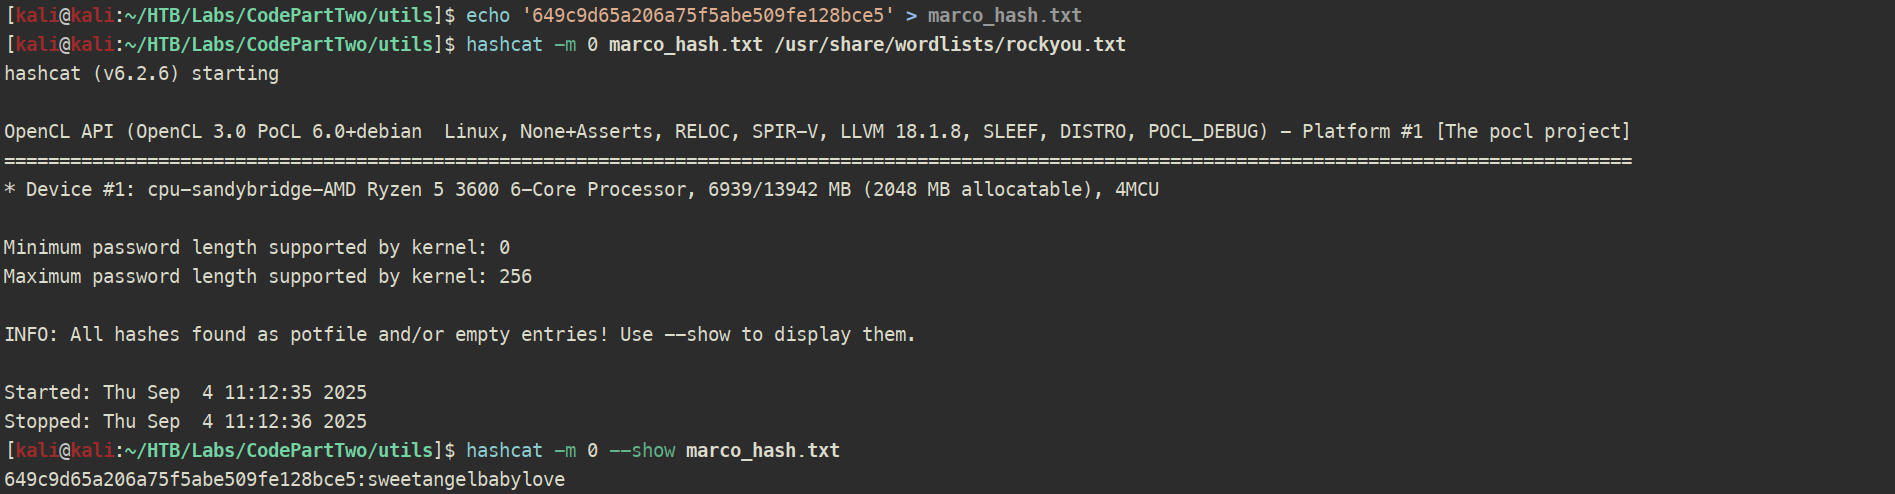 [kali@kali:~/HTB/Labs/CodePartTwo/utils]$ echo '649c9d65a206a75f5abe509fe128bce5' > marco_hash.txt
[kali@kali:~/HTB/Labs/CodePartTwo/utils]$ hashcat -m 0 marco_hash.txt /usr/share/wordlists/rockyou.txt
hashcat (v6.2.6) starting
OpenCL API (OpenCL 3.0 PoCL 6.0+debian  Linux, None+Asserts, RELOC, SPIR-V, LLVM 18.1.8, SLEEF, DISTRO, POCL_DEBUG) - Platform #1 [The pocl project]
====================================================================================================================================================
* Device #1: cpu-sandybridge-AMD Ryzen 5 3600 6-Core Processor, 6939/13942 MB (2048 MB allocatable), 4MCU
Minimum password length supported by kernel: 0
Maximum password length supported by kernel: 256
INFO: All hashes found as potfile and/or empty entries! Use --show to display them.
Started: Thu Sep  4 11:12:35 2025
Stopped: Thu Sep  4 11:12:36 2025
[kali@kali:~/HTB/Labs/CodePartTwo/utils]$ hashcat -m 0 --show marco_hash.txt
649c9d65a206a75f5abe509fe128bce5:sweetangelbabylove